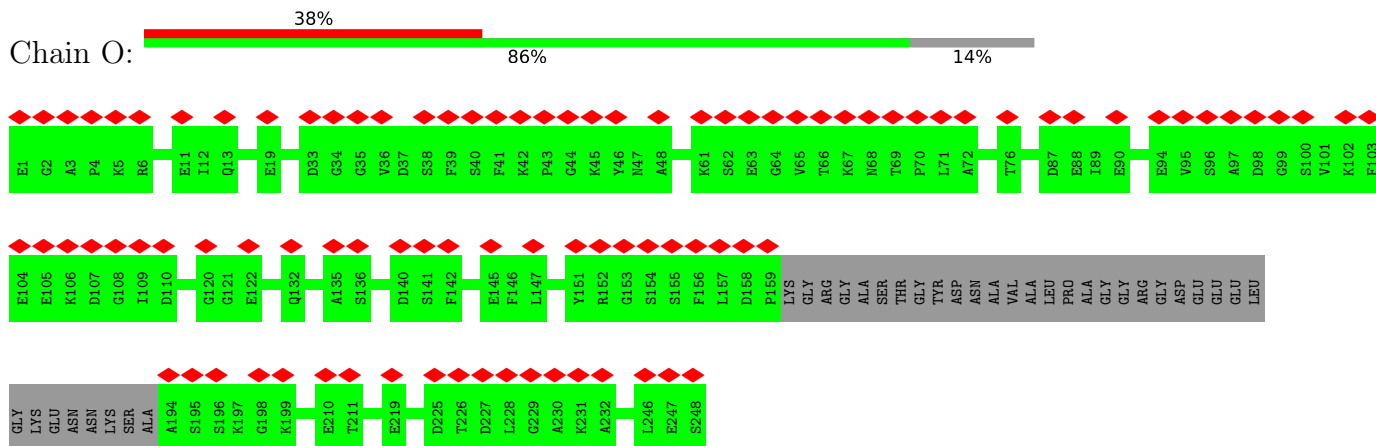 38%
Chain O:
86% 14%
E1 G2 A3 P4 K5 R6 E11 I12 Q13 E19 D33 G34 G35 V36 D37 S38 F39 S40 F41 K42 P43 G44 K45 Y46 N47 A48 K61 S62 E63 G64 V65 T66 K67 N68 T69 P70 L71 A72 T76 D87 E88 I89 E90 E94 V95 S96 A97 D98 G99 S100 V101 K102 F103
E104 E105 K106 D107 G108 I109 D110 G120 G121 E122 Q132 A135 S136 D140 S141 F142 E145 F146 L147 Y151 R152 G153 S154 S155 F156 L157 D158 P159 LYS GLY ARG GLY ALA SER THR GLY TYR ASP ASN ALA VAL ALA LEU PRO ALA GLY GLY ARG GLY ASP GLU GLU GLU LEU
GLY LYS GLU ASN ASN LYS SER ALA A194 S195 S196 K197 G198 K199 E210 T211 E219 D225 T226 D227 L228 G229 A230 K231 A232 L246 E247 S248